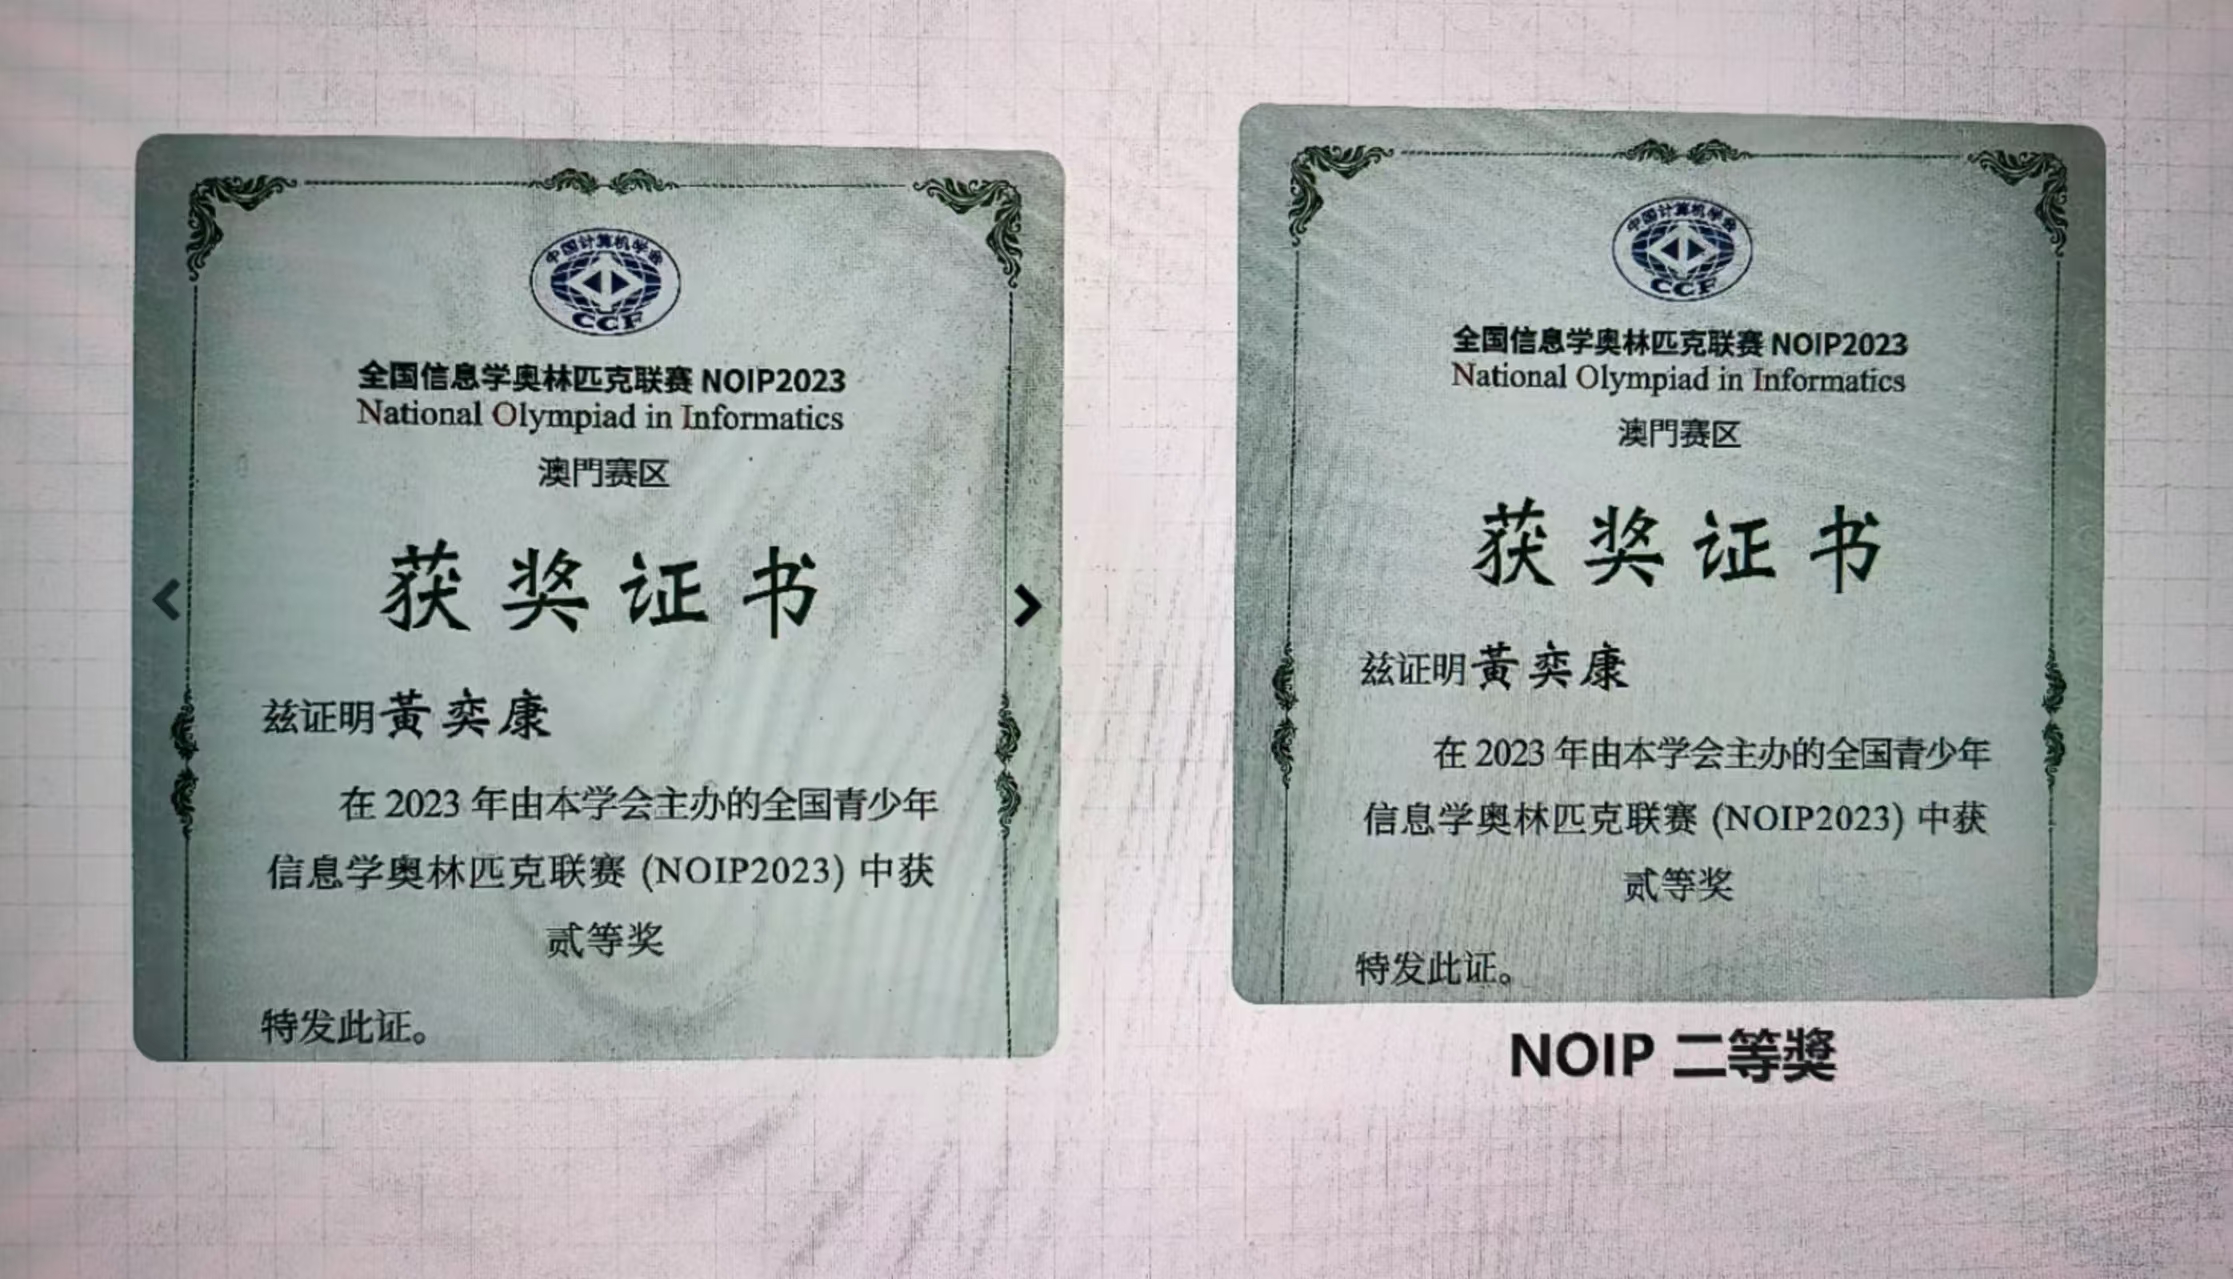 中国计算机学会
CCF
全国信息学奥林匹克联赛 NOIP2023
National Olympiad in Informatics
澳門赛区
获奖证书
兹证明黄奕康
在 2023 年由本学会主办的全国青少年
信息学奥林匹克联赛 (NOIP2023) 中获
贰等奖
特发此证。
中国计算机学会
CCF
全国信息学奥林匹克联赛 NOIP2023
National Olympiad in Informatics
澳門赛区
获奖证书
兹证明黄奕康
在 2023 年由本学会主办的全国青少年
信息学奥林匹克联赛 (NOIP2023) 中获
贰等奖
特发此证。
NOIP 二等獎